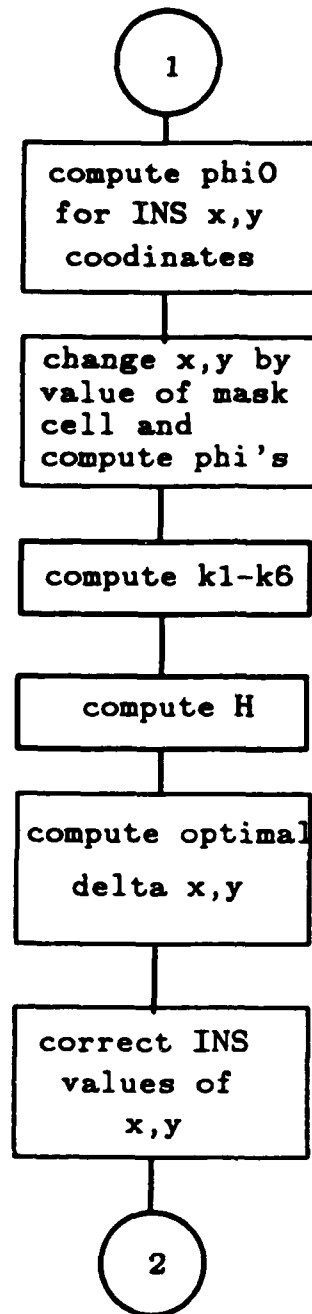 1
compute phi0
for INS x,y
coodinates
change x,y by
value of mask
cell and
compute phi's
compute k1-k6
compute H
compute optimal
delta x,y
correct INS
values of
x,y
2